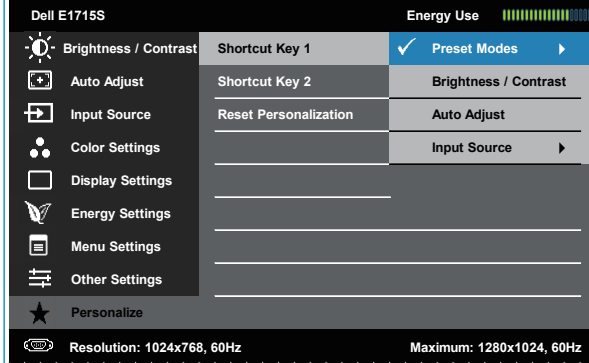 Dell E1715S Energy Use
Brightness / Contrast Shortcut Key 1 Preset Modes
Auto Adjust Shortcut Key 2 Brightness / Contrast
Input Source Reset Personalization Auto Adjust
Color Settings Input Source
Display Settings
Energy Settings
Menu Settings
Other Settings
Personalize
Resolution: 1024x768, 60Hz Maximum: 1280x1024, 60Hz